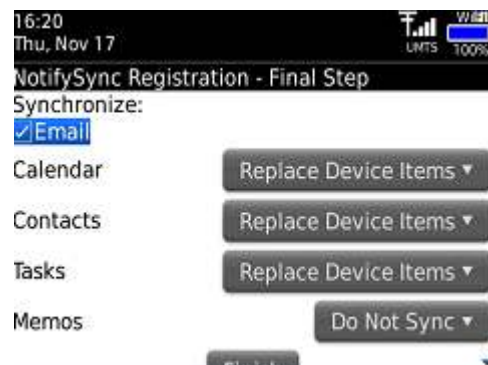 16:20
Thu, Nov 17
UMTS 100%
NotifySync Registration - Final Step
Synchronize:
Email
Calendar Replace Device Items
Contacts Replace Device Items
Tasks Replace Device Items
Memos Do Not Sync